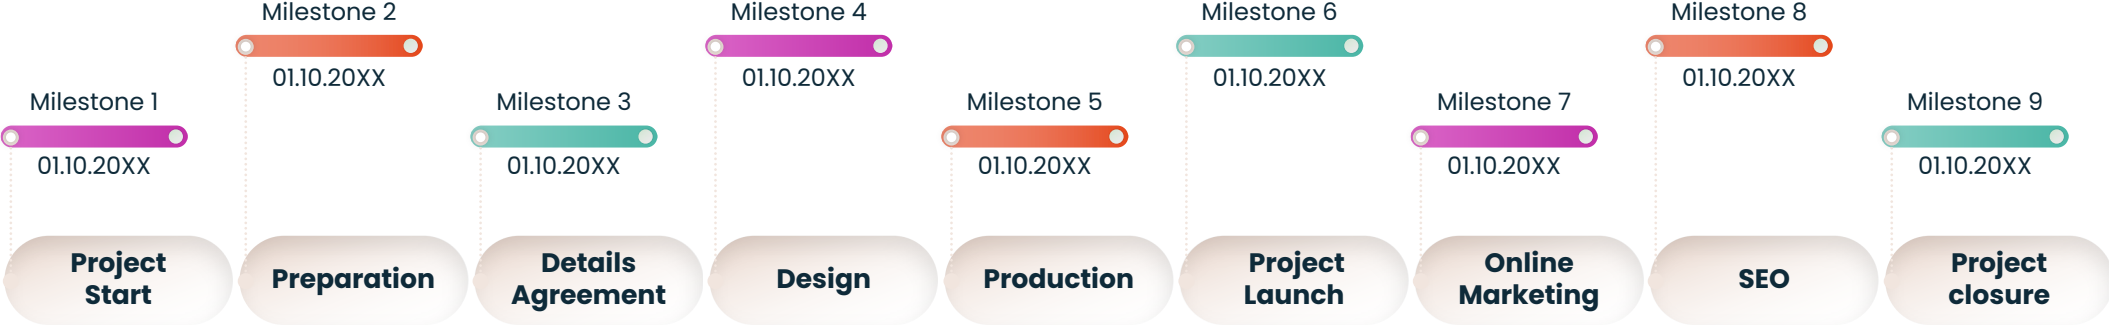 Milestone 1
01.10.20XX
Project
Start
Milestone 2
01.10.20XX
Preparation
Milestone 3
01.10.20XX
Details
Agreement
Milestone 4
01.10.20XX
Design
Milestone 5
01.10.20XX
Production
Milestone 6
01.10.20XX
Project
Launch
Milestone 7
01.10.20XX
Online
Marketing
Milestone 8
01.10.20XX
SEO
Milestone 9
01.10.20XX
Project
closure